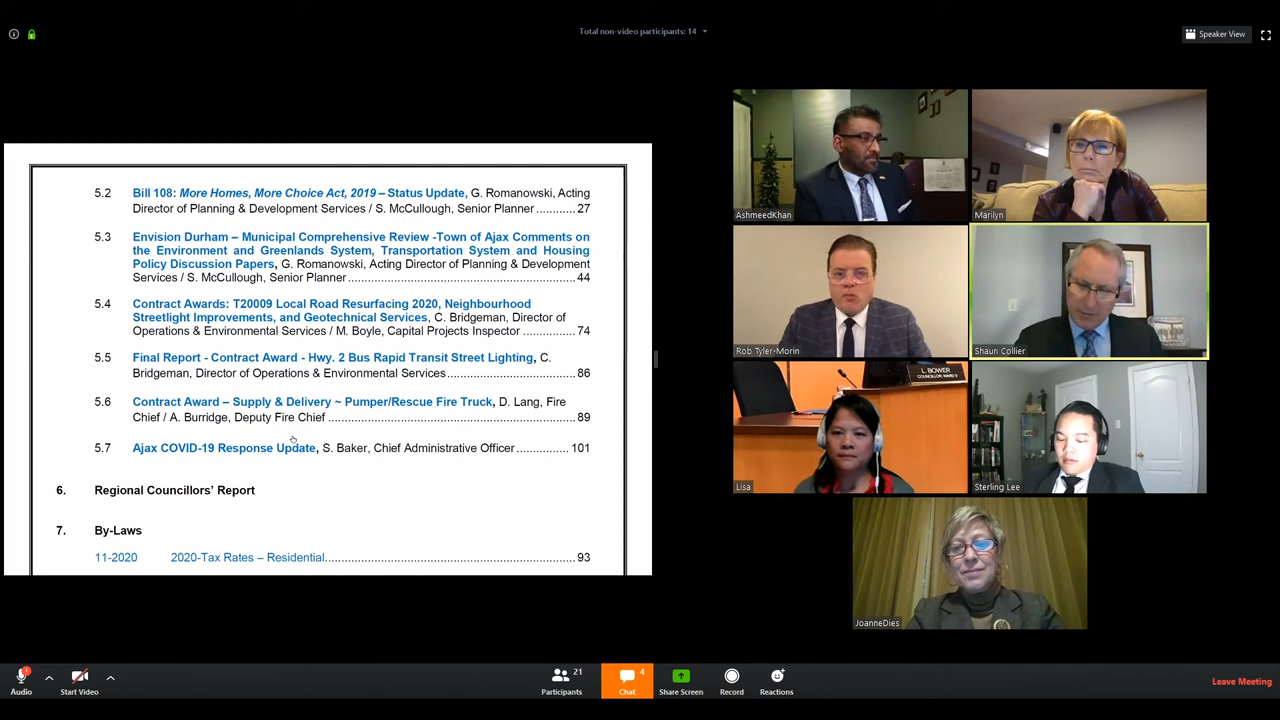 Total non-video participants: 14
Speaker View
5.2 Bill 108: More Homes, More Choice Act, 2019 – Status Update, G. Romanowski, Acting
Director of Planning & Development Services / S. McCullough, Senior Planner ............ 27
5.3 Envision Durham – Municipal Comprehensive Review -Town of Ajax Comments on
the Environment and Greenlands System, Transportation System and Housing
Policy Discussion Papers, G. Romanowski, Acting Director of Planning & Development
Services / S. McCullough, Senior Planner ............ 44
5.4 Contract Awards: T20009 Local Road Resurfacing 2020, Neighbourhood
Streetlight Improvements, and Geotechnical Services, C. Bridgeman, Director of
Operations & Environmental Services / M. Boyle, Capital Projects Inspector ............ 74
5.5 Final Report - Contract Award - Hwy. 2 Bus Rapid Transit Street Lighting, C.
Bridgeman, Director of Operations & Environmental Services ............ 86
5.6 Contract Award – Supply & Delivery ~ Pumper/Rescue Fire Truck, D. Lang, Fire
Chief / A. Burridge, Deputy Fire Chief ............ 89
5.7 Ajax COVID-19 Response Update, S. Baker, Chief Administrative Officer ............ 101
6. Regional Councillors' Report
7. By-Laws
11-2020 2020-Tax Rates – Residential ............ 93
AshmeedKhan
Marilyn
Rob Tyler-Morin
Shaun Collier
L. BOWER
COUNCILLOR, WARD 3
Lisa
Sterling Lee
JoanneDies
Audio
Start Video
21
Participants
4
Chat
Share Screen
Record
Reactions
Leave Meeting